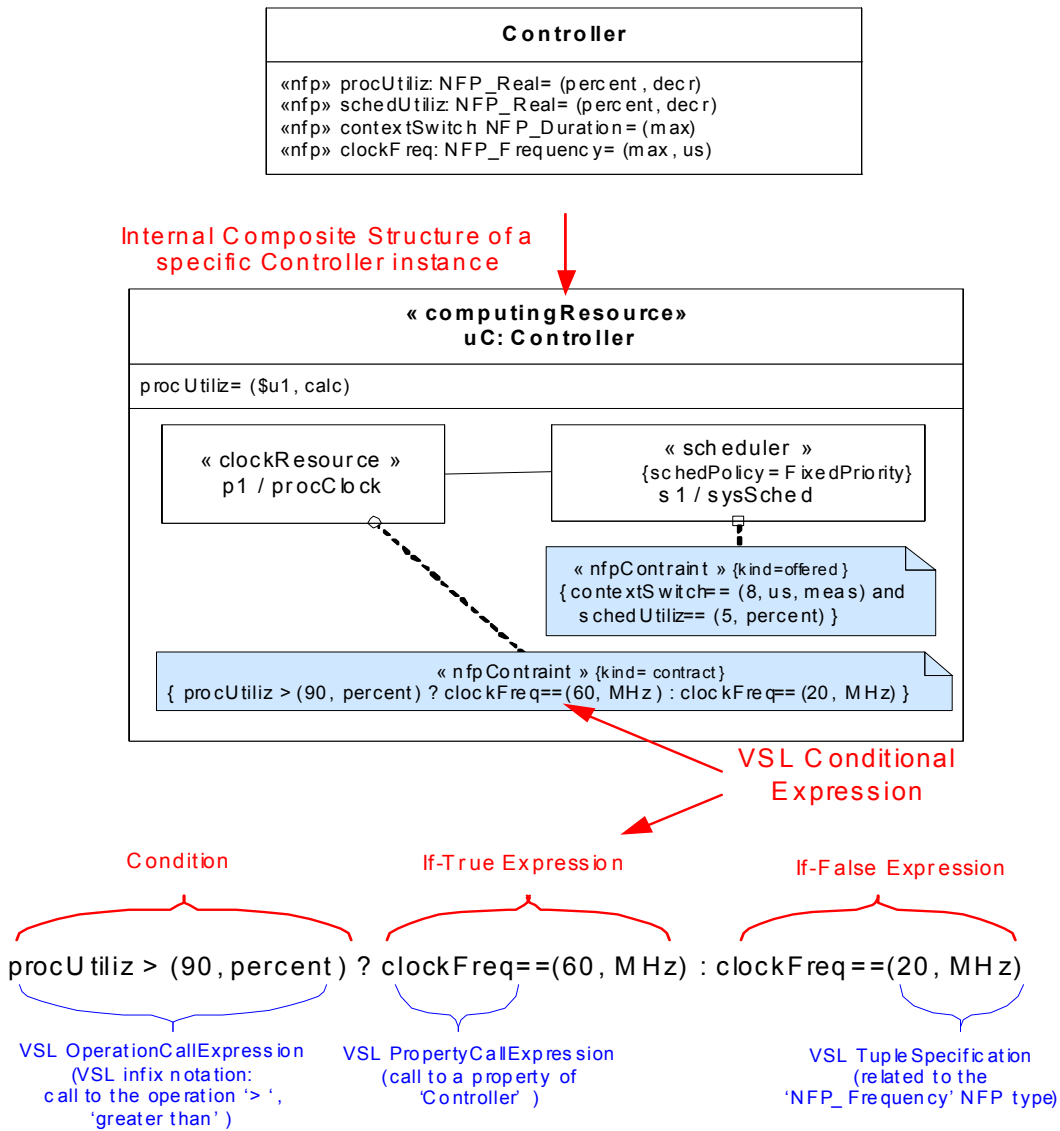 Controller
«nfp» procUtiliz: NFP_Real= (percent, decr)
«nfp» schedUtiliz: NFP_Real= (percent, decr)
«nfp» contextSwitch NFP_Duration= (max)
«nfp» clockFreq: NFP_Frequency= (max, us)
Internal Composite Structure of a
specific Controller instance
« computingResource»
uC: Controller
procUtiliz= ($u1, calc)
« clockResource »
p1 / procClock
« scheduler »
{schedPolicy = FixedPriority}
s1 / sysSched
« nfpContraint » {kind=offered}
{ contextSwitch== (8, us, meas) and
schedUtiliz== (5, percent) }
« nfpContraint » {kind= contract}
{ procUtiliz > (90, percent) ? clockFreq==(60, MHz) : clockFreq== (20, MHz) }
VSL Conditional
Expression
Condition
If-True Expression
If-False Expression
procUtiliz > (90, percent) ? clockFreq==(60, MHz) : clockFreq==(20, MHz)
VSL OperationCallExpression
(VSL infix notation:
call to the operation ‘> ‘,
‘greater than’ )
VSL PropertyCallExpression
(call to a property of
‘Controller’ )
VSL TupleSpecification
(related to the
‘NFP_Frequency’ NFP type)